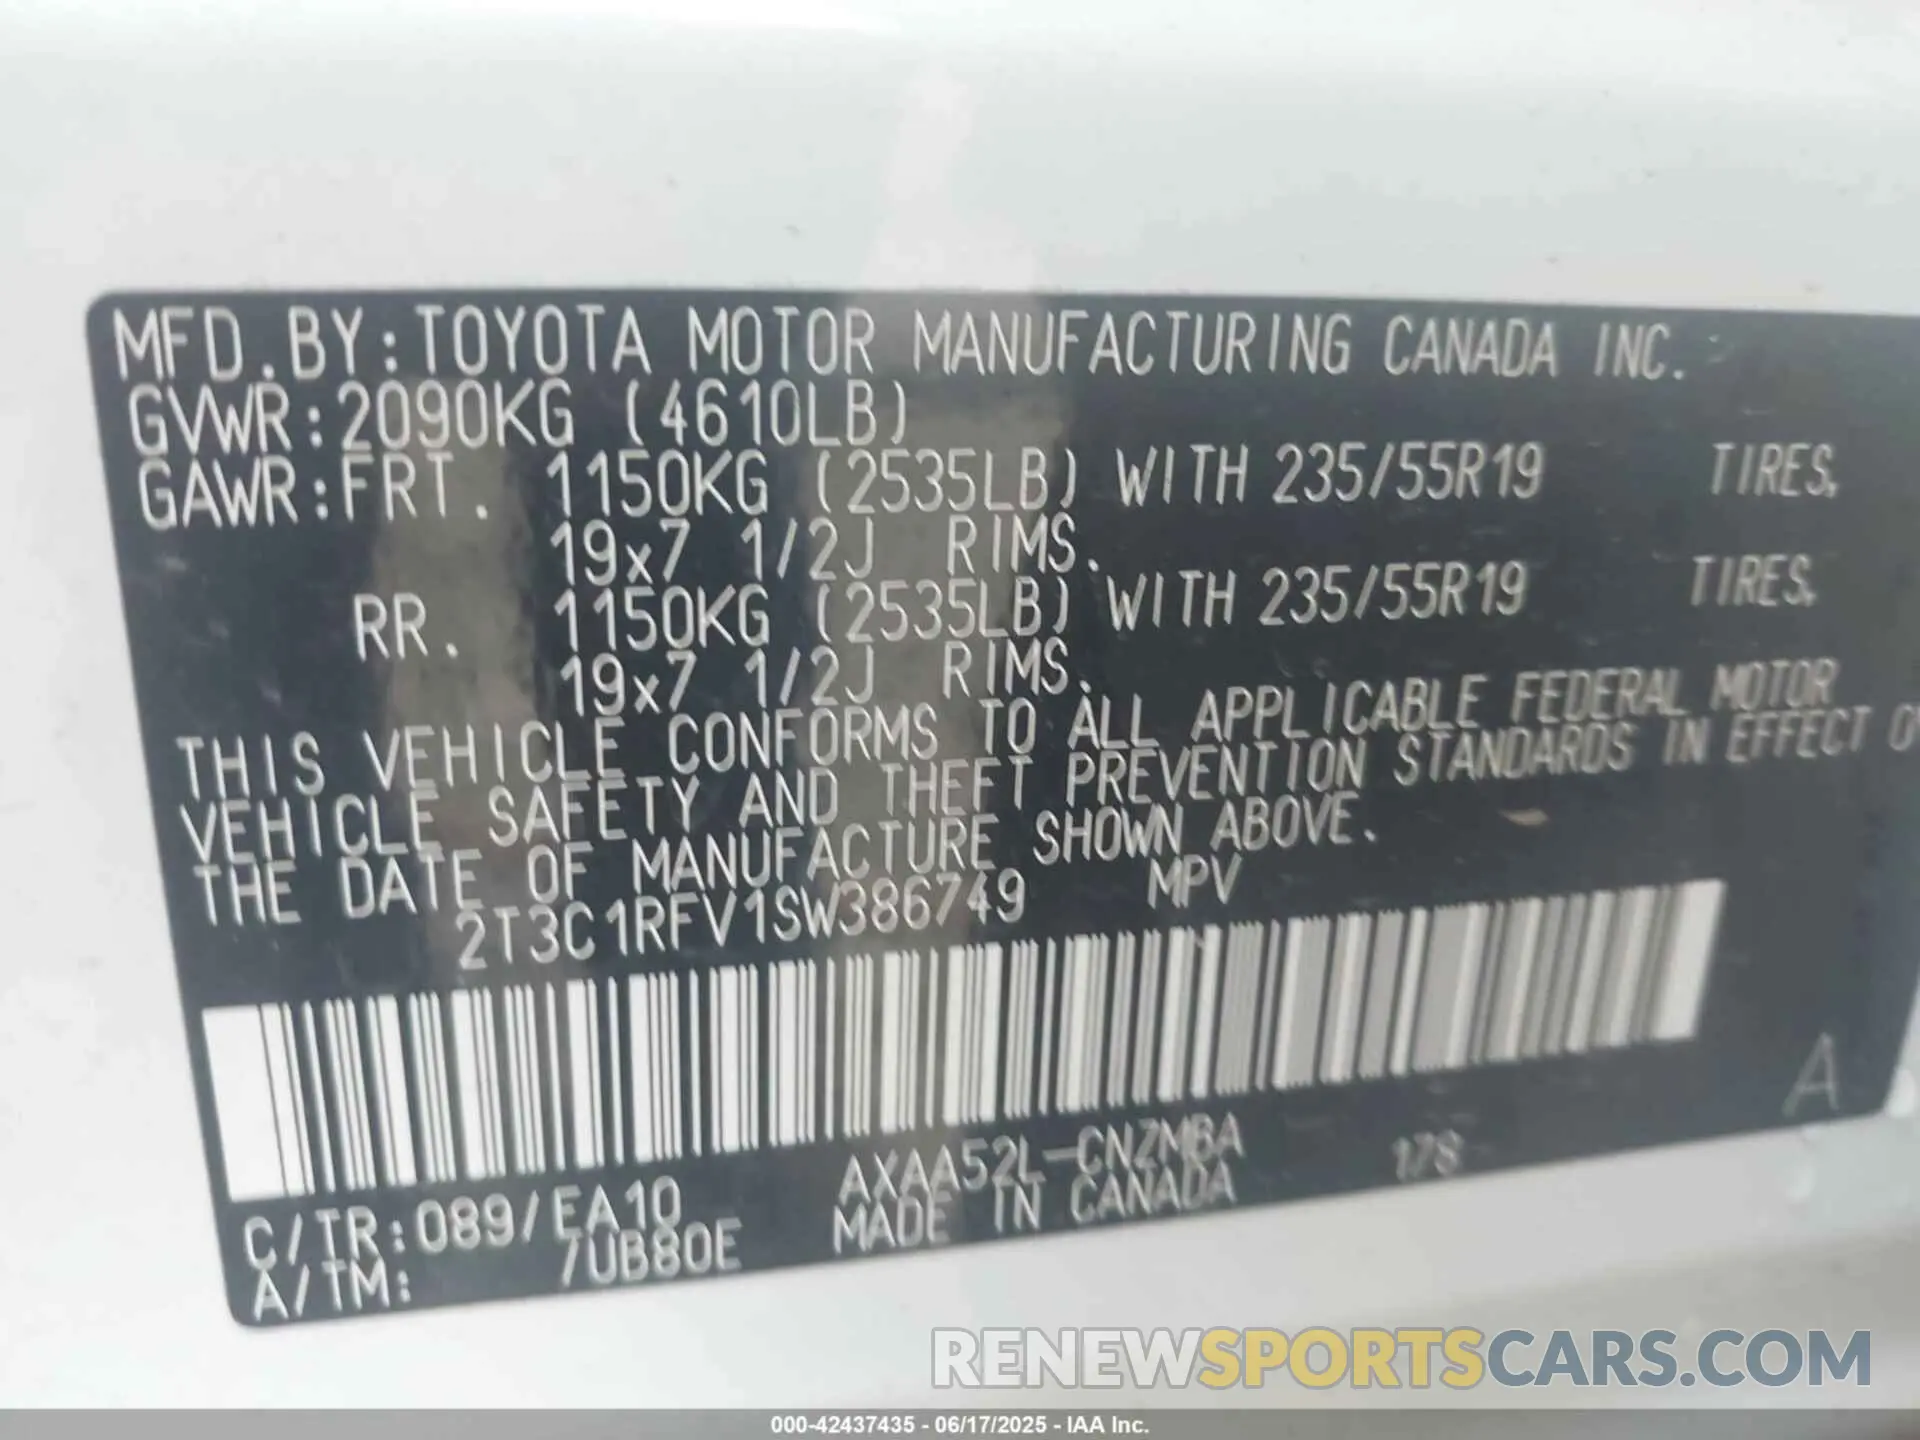 MFD.BY:TOYOTA MOTOR MANUFACTURING CANADA INC.
GVWR:2090KG (4610LB)
GAWR:FRT. 1150KG (2535LB) WITH 235/55R19 TIRES,
19x7 1/2J RIMS.
RR. 1150KG (2535LB) WITH 235/55R19 TIRES,
19x7 1/2J RIMS.
THIS VEHICLE CONFORMS TO ALL APPLICABLE FEDERAL MOTOR
VEHICLE SAFETY AND THEFT PREVENTION STANDARDS IN EFFECT
THE DATE OF MANUFACTURE SHOWN ABOVE.
2T3C1RFV1SW386749 MPV
A
C/TR:089/EA10 AXAA52L-CNZMBA 178
A/TM: /UB80E MADE IN CANADA
RENEWSPORTSCARS.COM
000-42437435 - 06/17/2025 - IAA Inc.